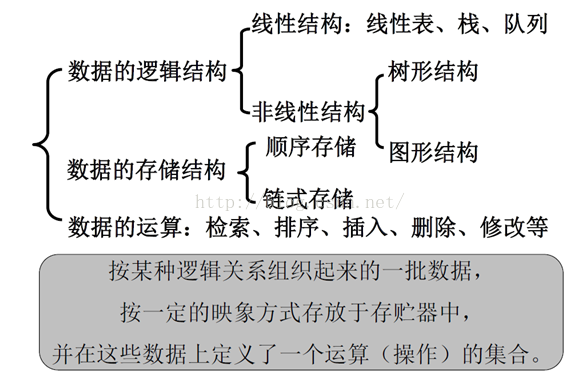 线性结构：线性表、栈、队列
数据的逻辑结构
树形结构
非线性结构
图形结构
顺序存储
数据的存储结构
链式存储
数据的运算：检索、排序、插入、删除、修改等
按某种逻辑关系组织起来的一批数据，
按一定的映象方式存放于存贮器中，
并在这些数据上定义了一个运算（操作）的集合。